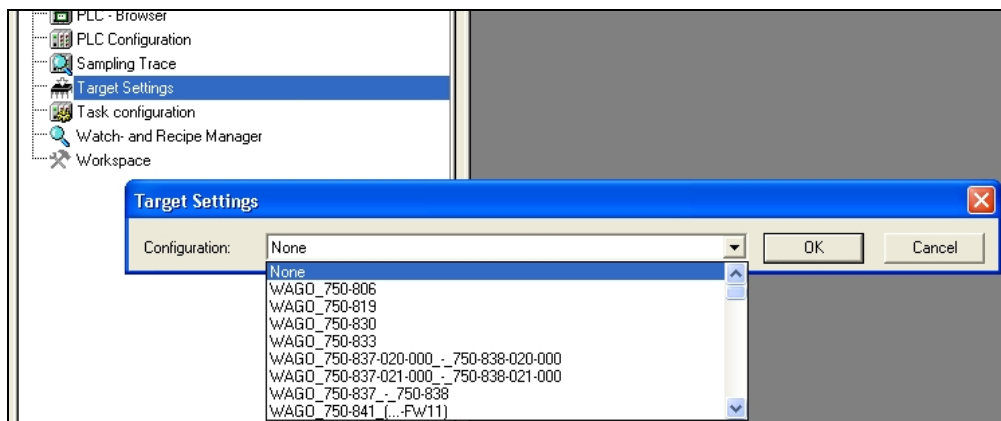 PLC - Browser
PLC Configuration
Sampling Trace
Target Settings
Task configuration
Watch- and Recipe Manager
Workspace
Target Settings
Configuration: None OK Cancel
None
WAGO_750-806
WAGO_750-819
WAGO_750-830
WAGO_750-833
WAGO_750-837-020-000_-_750-838-020-000
WAGO_750-837-021-000_-_750-838-021-000
WAGO_750-837_-_750-838
WAGO_750-841_(...-FW11)